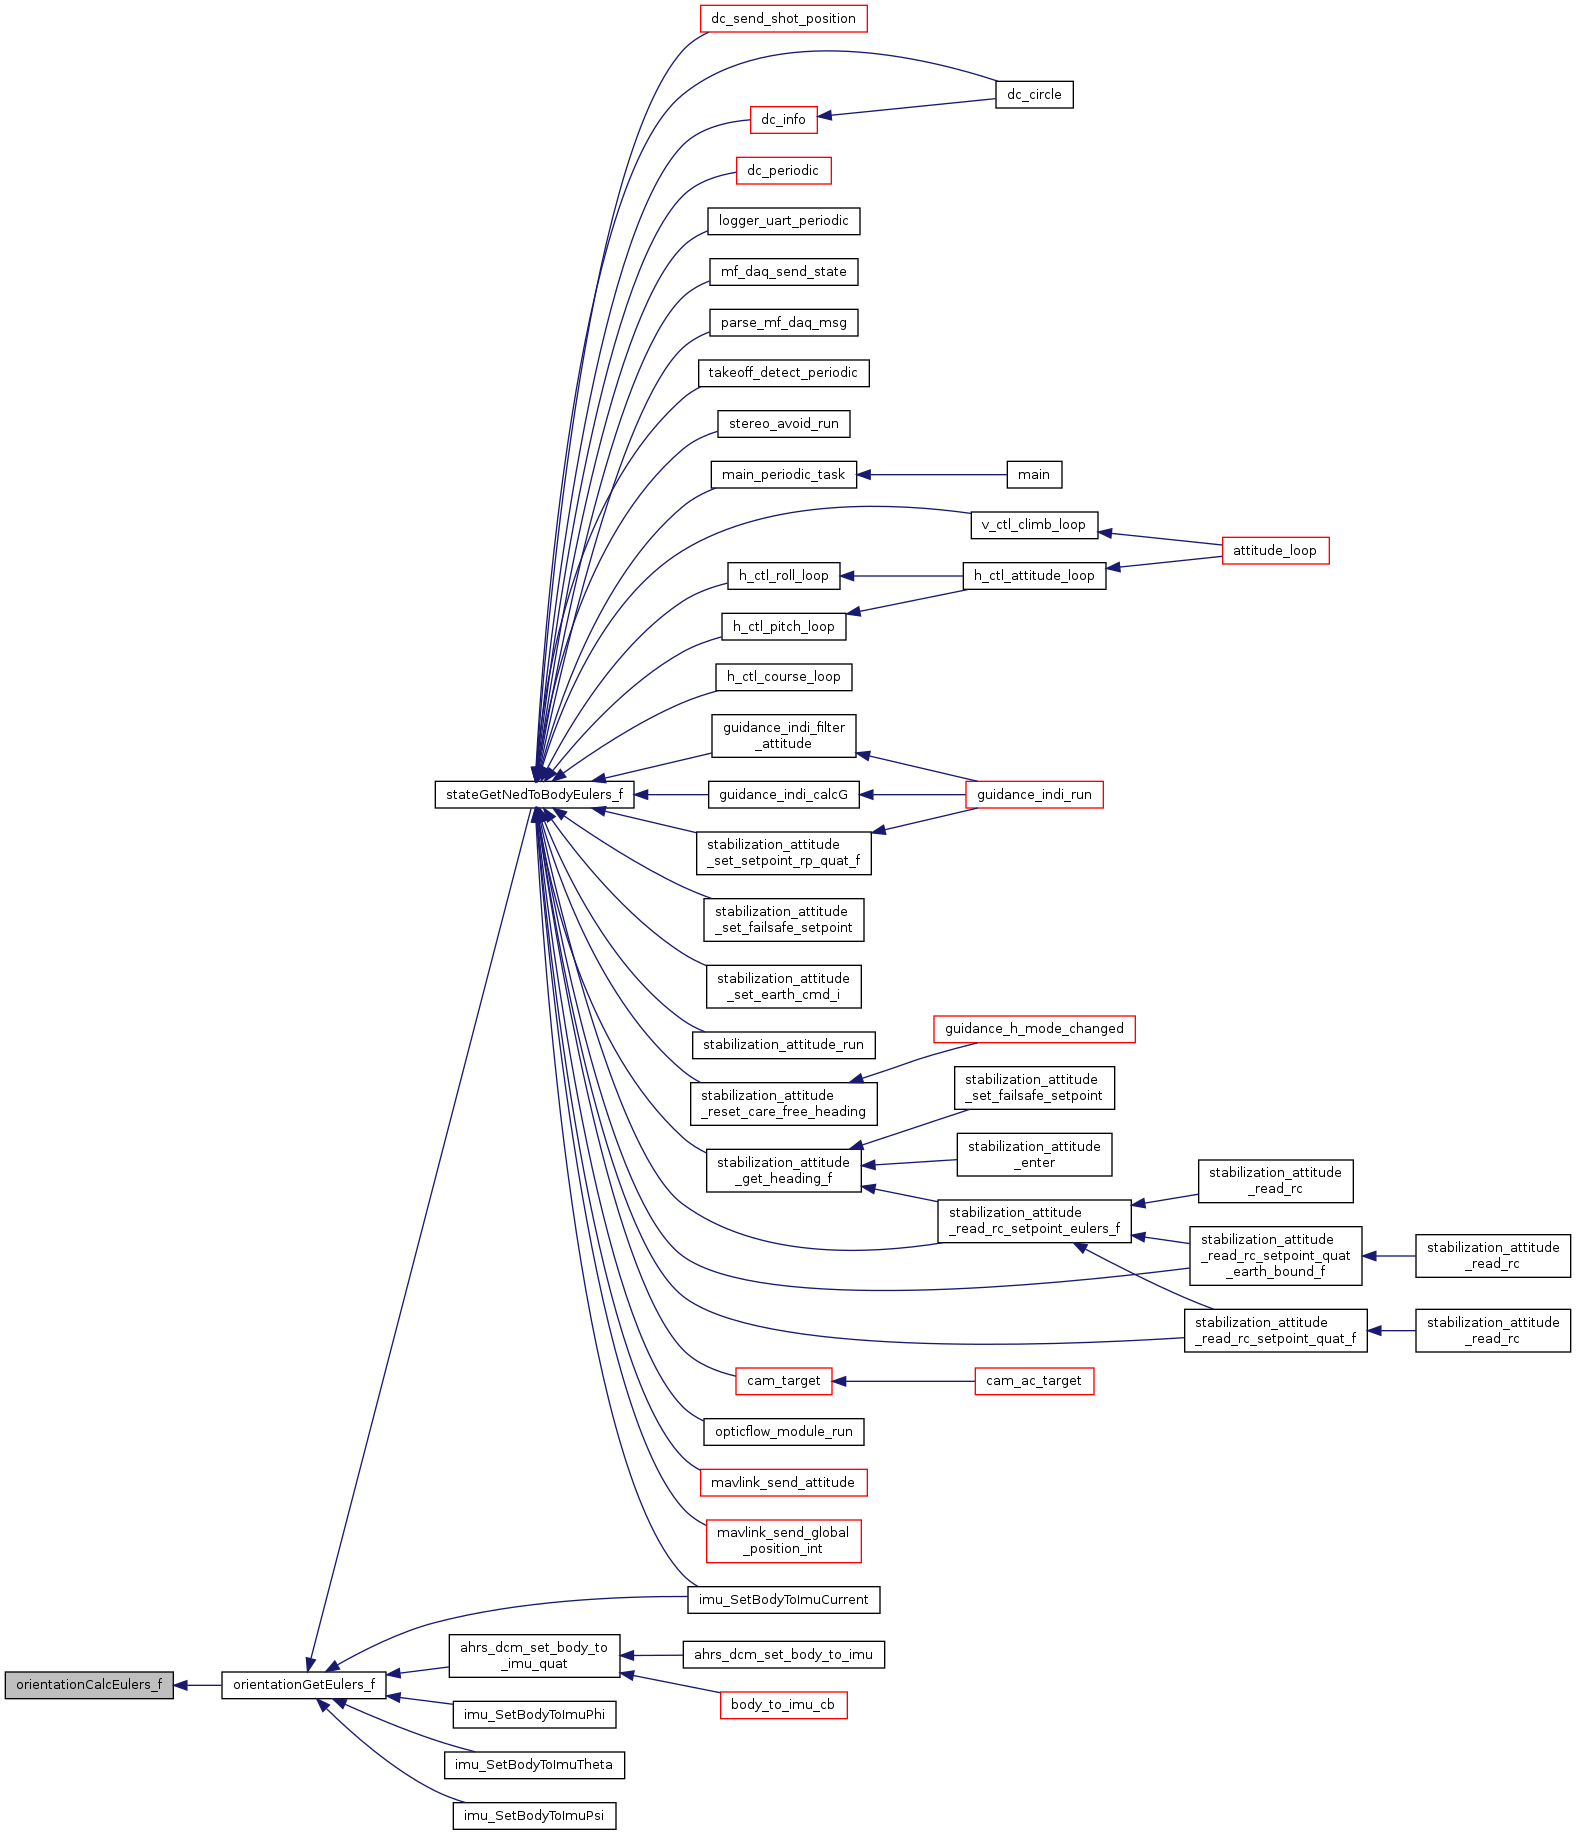 dc_send_shot_position
dc_circle
dc_info
dc_periodic
logger_uart_periodic
mf_daq_send_state
parse_mf_daq_msg
takeoff_detect_periodic
stereo_avoid_run
main_periodic_task
main
v_ctl_climb_loop
attitude_loop
h_ctl_roll_loop
h_ctl_attitude_loop
h_ctl_pitch_loop
h_ctl_course_loop
guidance_indi_filter
_attitude
stateGetNedToBodyEulers_f
guidance_indi_calcG
guidance_indi_run
stabilization_attitude
_set_setpoint_rp_quat_f
stabilization_attitude
_set_failsafe_setpoint
stabilization_attitude
_set_earth_cmd_i
stabilization_attitude_run
guidance_h_mode_changed
stabilization_attitude
_reset_care_free_heading
stabilization_attitude
_set_failsafe_setpoint
stabilization_attitude
_get_heading_f
stabilization_attitude
_enter
stabilization_attitude
_read_rc
stabilization_attitude
_read_rc_setpoint_eulers_f
stabilization_attitude
_read_rc_setpoint_quat
_earth_bound_f
stabilization_attitude
_read_rc
stabilization_attitude
_read_rc_setpoint_quat_f
stabilization_attitude
_read_rc
cam_target
cam_ac_target
opticflow_module_run
mavlink_send_attitude
mavlink_send_global
_position_int
imu_SetBodyToImuCurrent
ahrs_dcm_set_body_to
_imu_quat
ahrs_dcm_set_body_to_imu
orientationCalcEulers_f
orientationGetEulers_f
body_to_imu_cb
imu_SetBodyToImuPhi
imu_SetBodyToImuTheta
imu_SetBodyToImuPsi